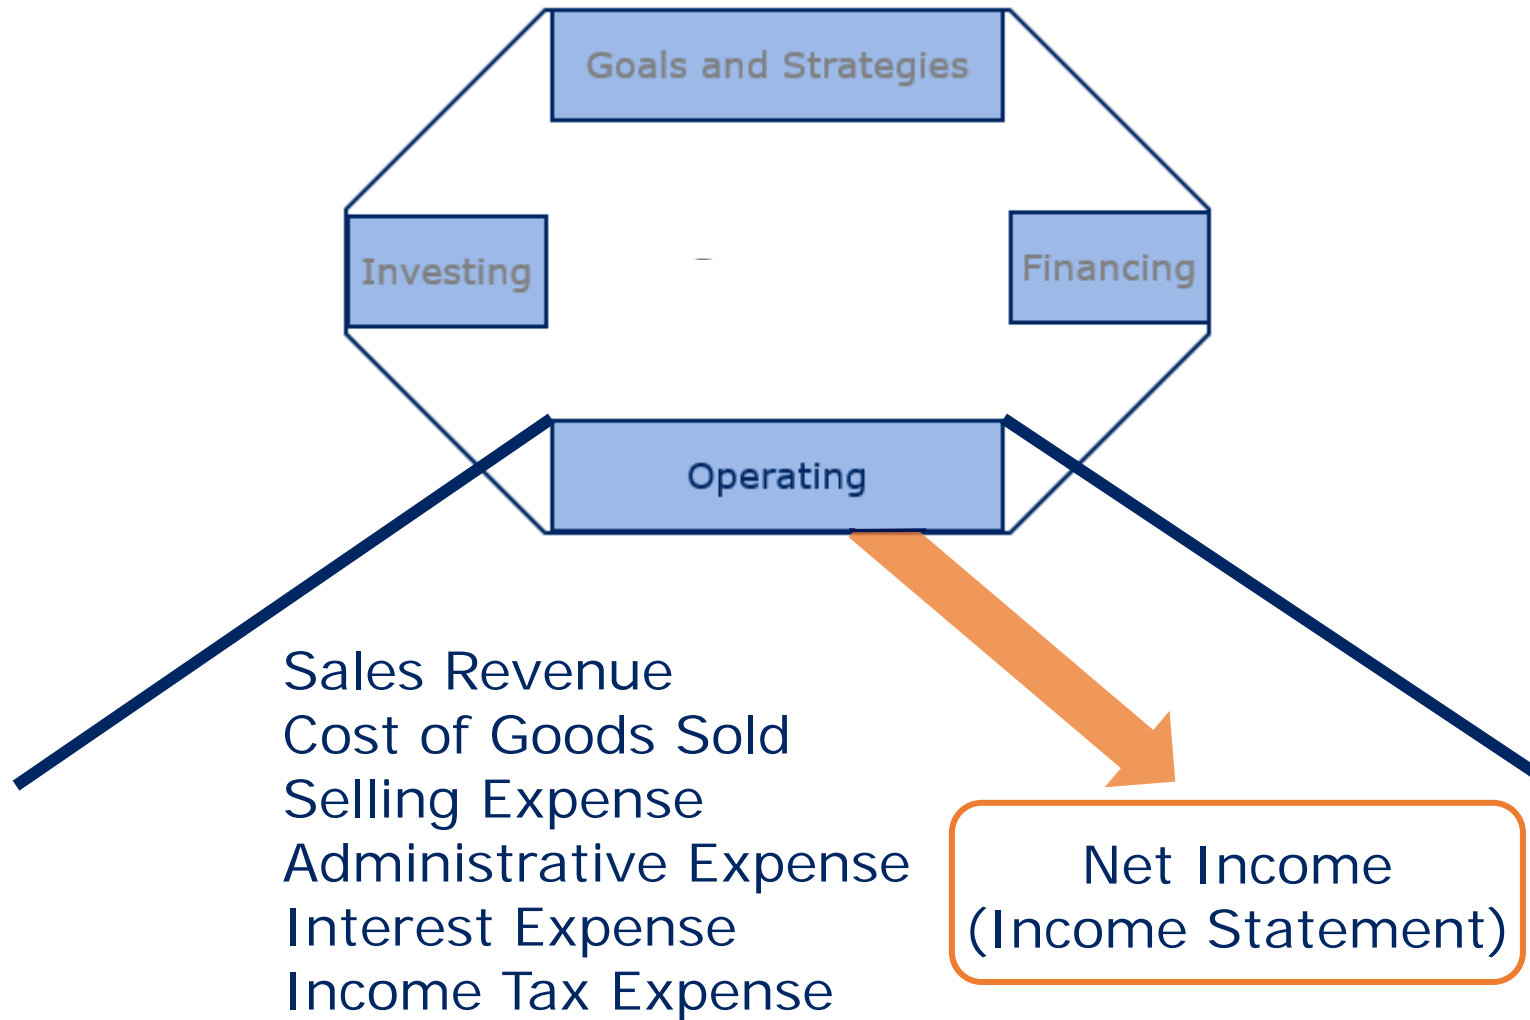 Goals and Strategies
Investing
Financing
Operating
Sales Revenue
Cost of Goods Sold
Selling Expense
Administrative Expense
Interest Expense
Income Tax Expense
Net Income
(Income Statement)